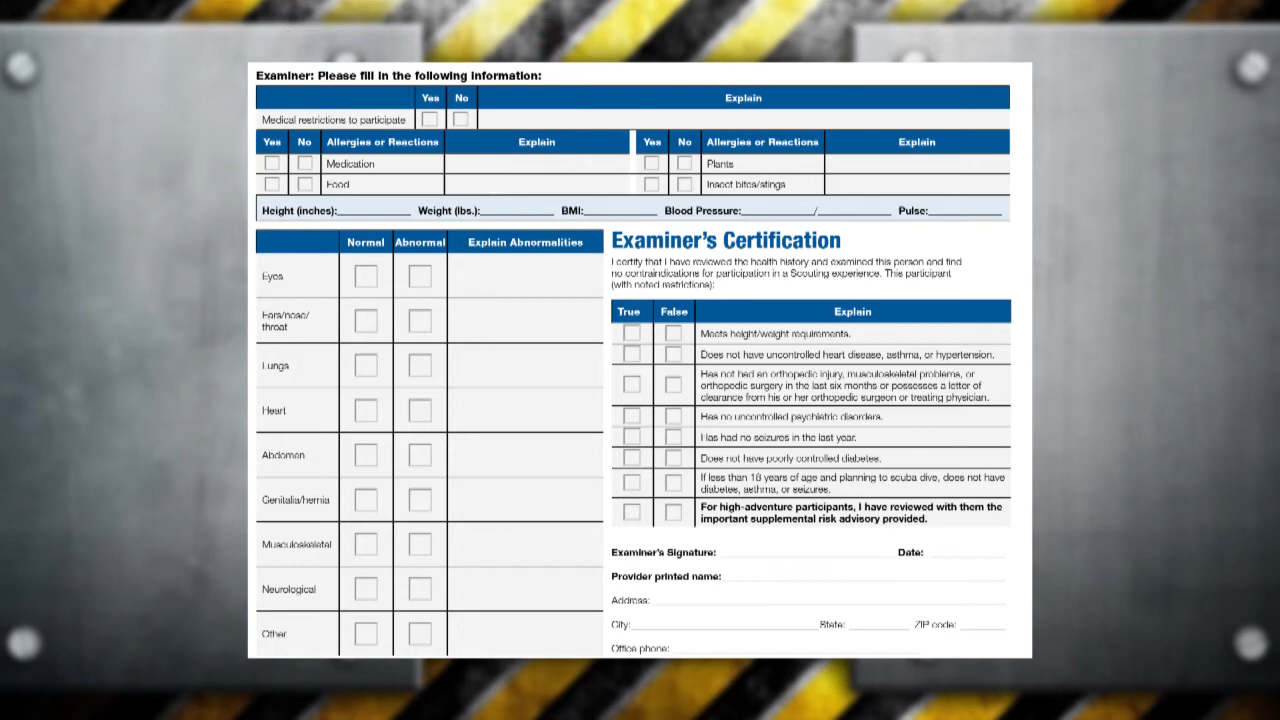 Examiner: Please fill in the following information:
Yes No Explain
Medical restrictions to participate
Yes No Allergies or Reactions Explain Yes No Allergies or Reactions Explain
Medication Plants
Food Insect bites/stings
Height (inches): Weight (lbs.): BMI: Blood Pressure: / Pulse:
Normal Abnormal Explain Abnormalities
Eyes
Ears/nose/
throat
Lungs
Heart
Abdomen
Genitalia/hernia
Musculoskeletal
Neurological
Other
Examiner's Certification
I certify that I have reviewed the health history and examined this person and find
no contraindications for participation in a Scouting experience. This participant
(with noted restrictions):
True False Explain
Meets height/weight requirements.
Does not have uncontrolled heart disease, asthma, or hypertension.
Has not had an orthopedic injury, musculoskeletal problems, or
orthopedic surgery in the last six months or possesses a letter of
clearance from his or her orthopedic surgeon or treating physician.
Has no uncontrolled psychiatric disorders.
Has had no seizures in the last year.
Does not have poorly controlled diabetes.
If less than 18 years of age and planning to scuba dive, does not have
diabetes, asthma, or seizures.
For high-adventure participants, I have reviewed with them the
important supplemental risk advisory provided.
Examiner's Signature: Date:
Provider printed name:
Address:
City: State: ZIP code:
Office phone: